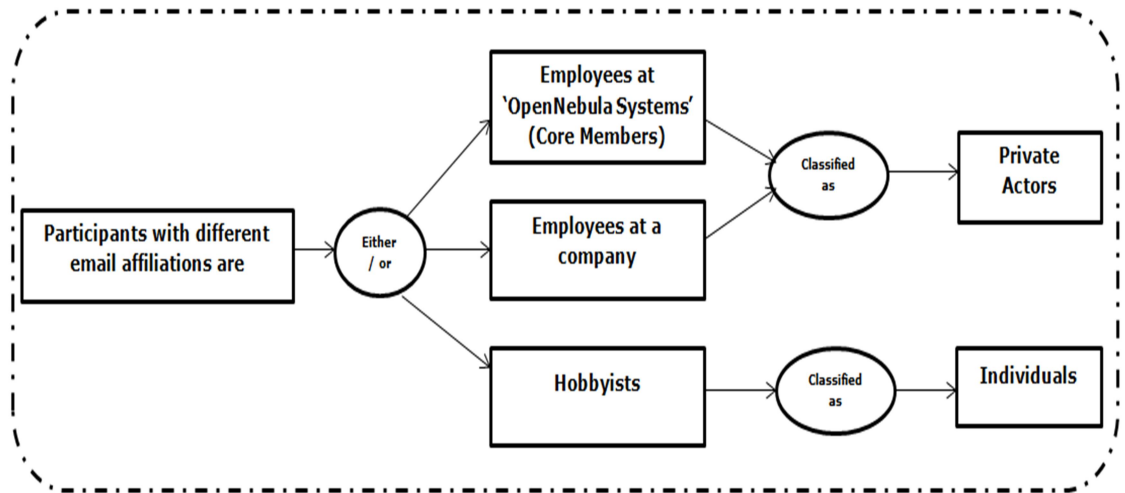 Participants with different
email affiliations are
Either
/ or
Employees at
‘OpenNebula Systems’
(Core Members)
Employees at a
company
Hobbyists
Classified
as
Private
Actors
Classified
as
Individuals